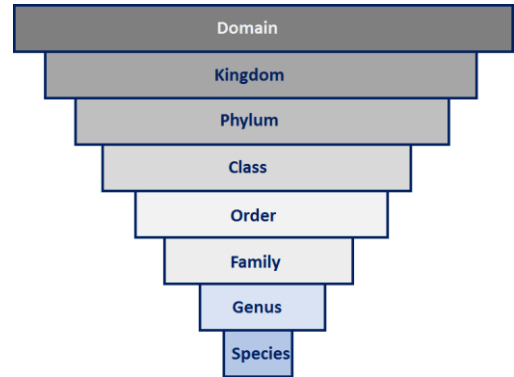 Domain
Kingdom
Phylum
Class
Order
Family
Genus
Species